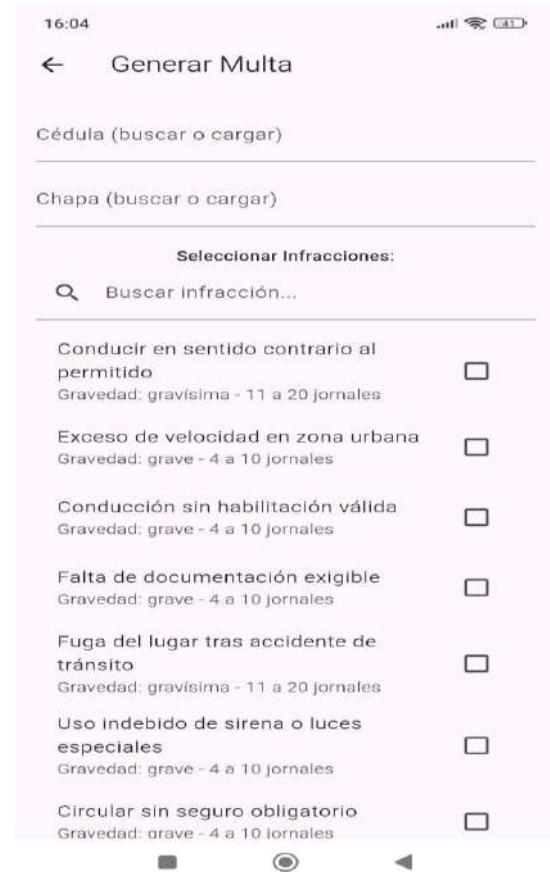 16:04
41
Generar Multa
Cédula (buscar o cargar)
Chapa (buscar o cargar)
Seleccionar Infracciones:
Buscar infracción...
Conducir en sentido contrario al
permitido
Gravedad: gravísima - 11 a 20 jornales
Exceso de velocidad en zona urbana
Gravedad: grave - 4 a 10 jornales
Conducción sin habilitación válida
Gravedad: grave - 4 a 10 jornales
Falta de documentación exigible
Gravedad: grave - 4 a 10 jornales
Fuga del lugar tras accidente de
tránsito
Gravedad: gravísima - 11 a 20 jornales
Uso indebido de sirena o luces
especiales
Gravedad: grave - 4 a 10 jornales
Circular sin seguro obligatorio
Gravedad: grave - 4 a 10 jornales